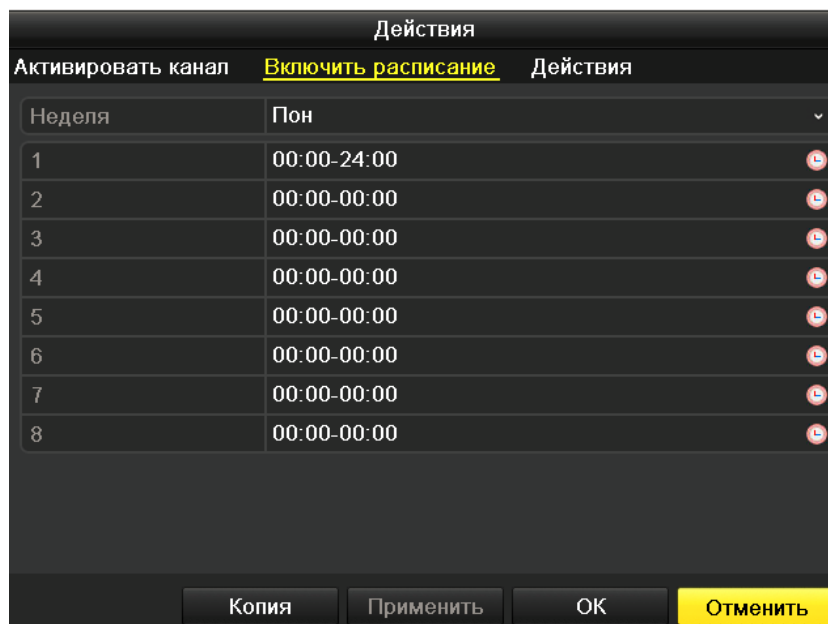 Действия
Активировать канал Включить расписание Действия
Неделя Пон
1 00:00-24:00
2 00:00-00:00
3 00:00-00:00
4 00:00-00:00
5 00:00-00:00
6 00:00-00:00
7 00:00-00:00
8 00:00-00:00
Копия Применить OK Отменить